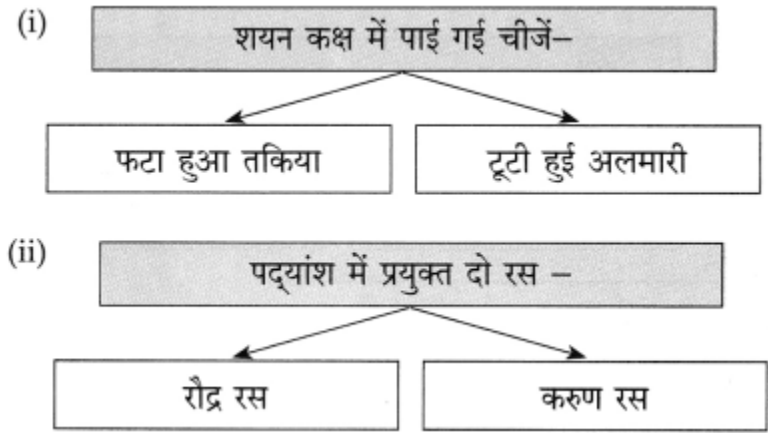 (i) शयन कक्ष में पाई गई चीजें–
फटा हुआ तकिया टूटी हुई अलमारी
(ii) पद्‌यांश में प्रयुक्त दो रस –
रौद्र रस करुण रस